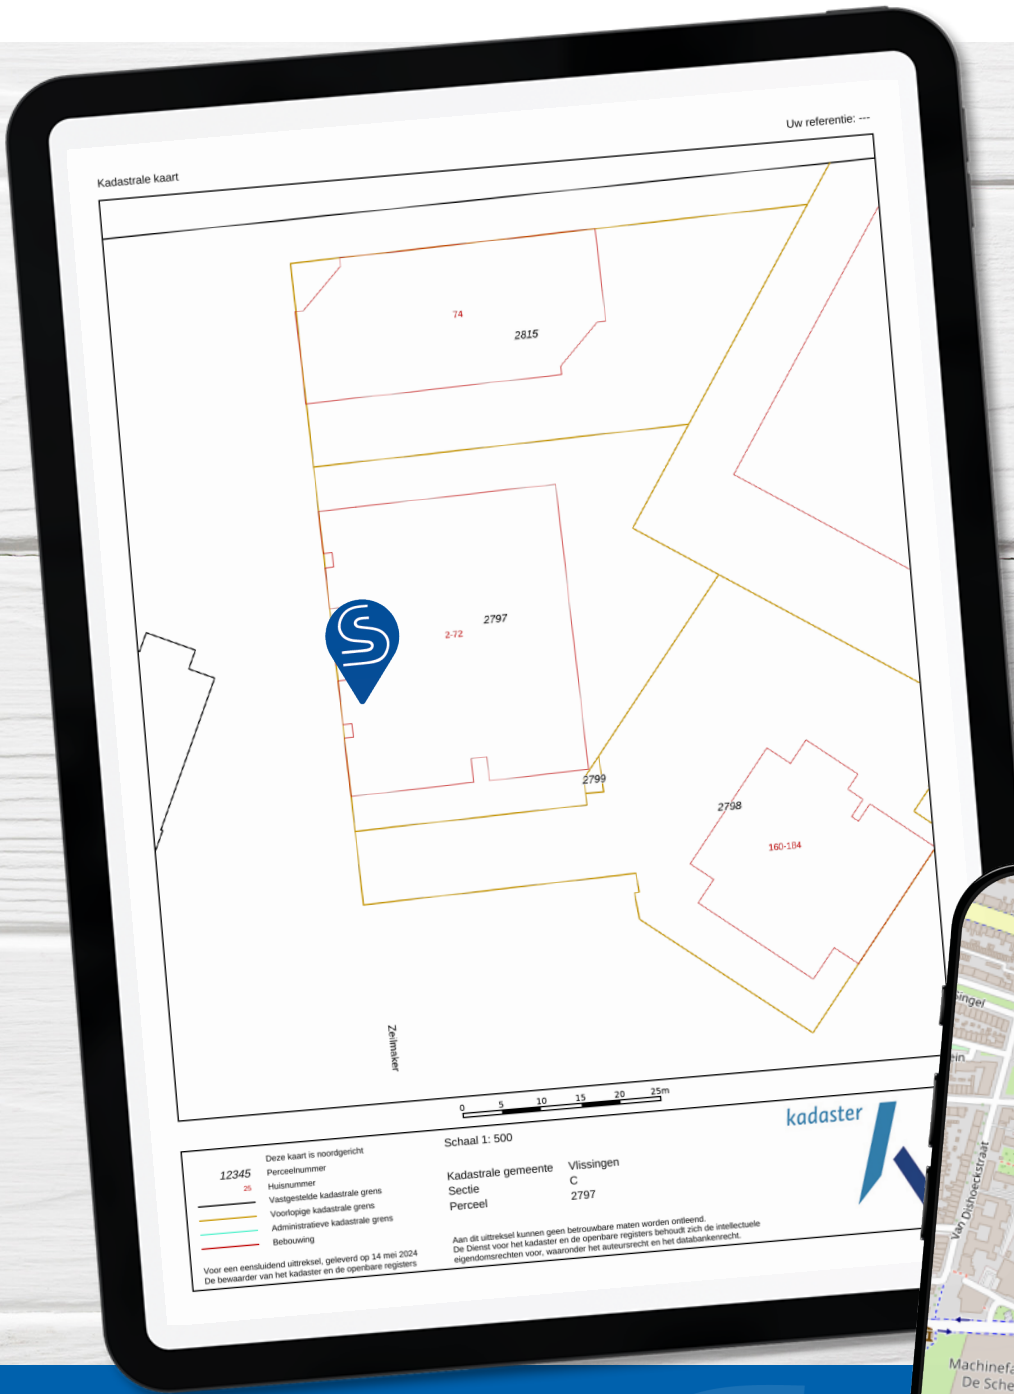 Uw referentie: ---
Kadastrale kaart
74
2815
2797
2-72
2799
2798
160-184
Zeilmaker
0 5 10 15 20 25m
Schaal 1: 500
kadaster
Deze kaart is noordgericht
12345 Perceelnummer
25 Huisnummer
Vastgestelde kadastrale grens
Voorlopige kadastrale grens
Administratieve kadastrale grens
Bebouwing
Voor een eensluidend uittreksel, geleverd op 14 mei 2024
De bewaarder van het kadaster en de openbare registers
Kadastrale gemeente Vlissingen
Sectie C
Perceel 2797
Aan dit uittreksel kunnen geen betrouwbare maten worden ontleend.
De Dienst voor het kadaster en de openbare registers behoudt zich de intellectuele
eigendomsrechten voor, waaronder het auteursrecht en het databankenrecht.
Singel
ein
van Dishoeckstraat
Machinefa
De Sche